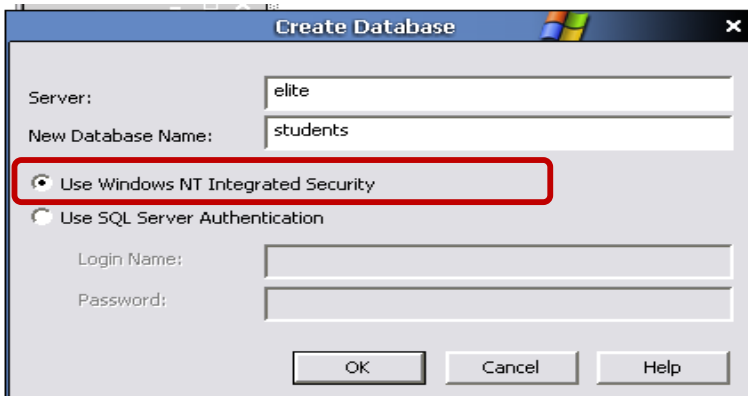 Create Database
Server: elite
New Database Name: students
Use Windows NT Integrated Security
Use SQL Server Authentication
Login Name:
Password:
OK Cancel Help